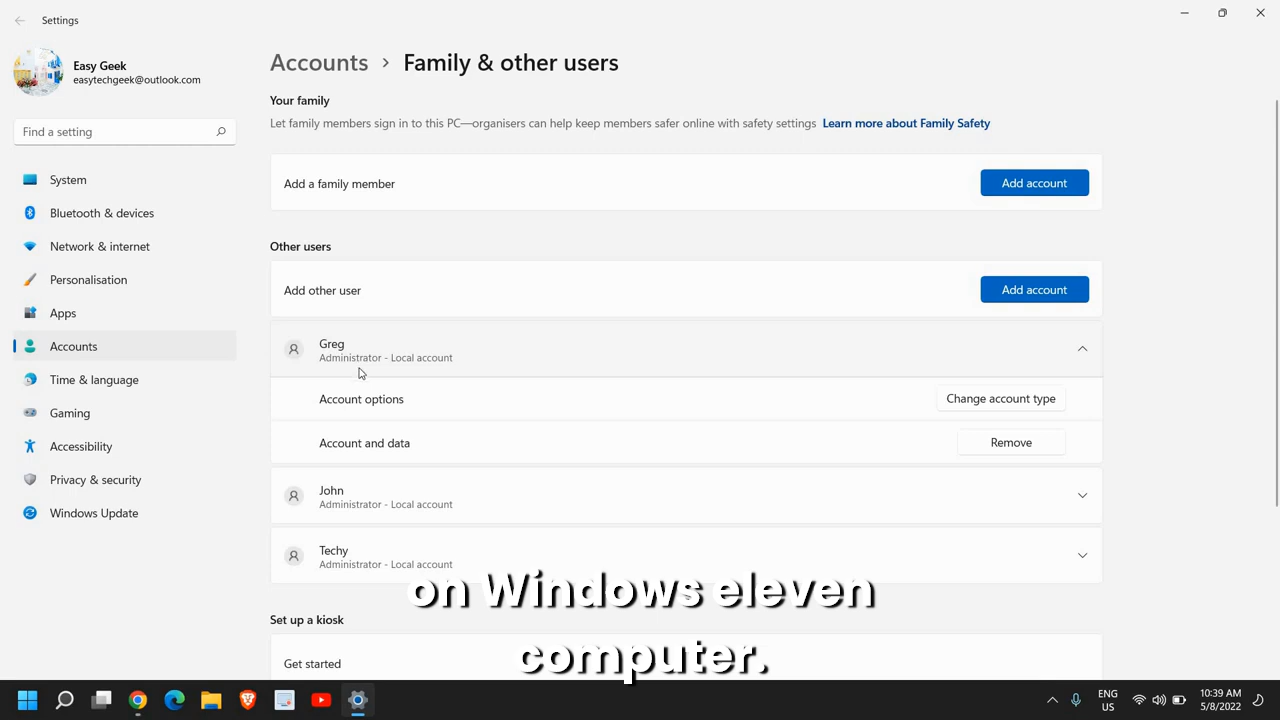 Settings
Easy Geek
easytechgeek@outlook.com
Find a setting
System
Bluetooth & devices
Network & internet
Personalisation
Apps
Accounts
Time & language
Gaming
Accessibility
Privacy & security
Windows Update
Accounts > Family & other users
Your family
Let family members sign in to this PC—organisers can help keep members safer online with safety settings Learn more about Family Safety
Add a family member
Add account
Other users
Add other user
Add account
Greg
Administrator - Local account
Account options
Change account type
Account and data
Remove
John
Administrator - Local account
Techy
Administrator - Local account
on Windows eleven
computer.
Set up a kiosk
Get started
ENG
US
10:39 AM
5/8/2022